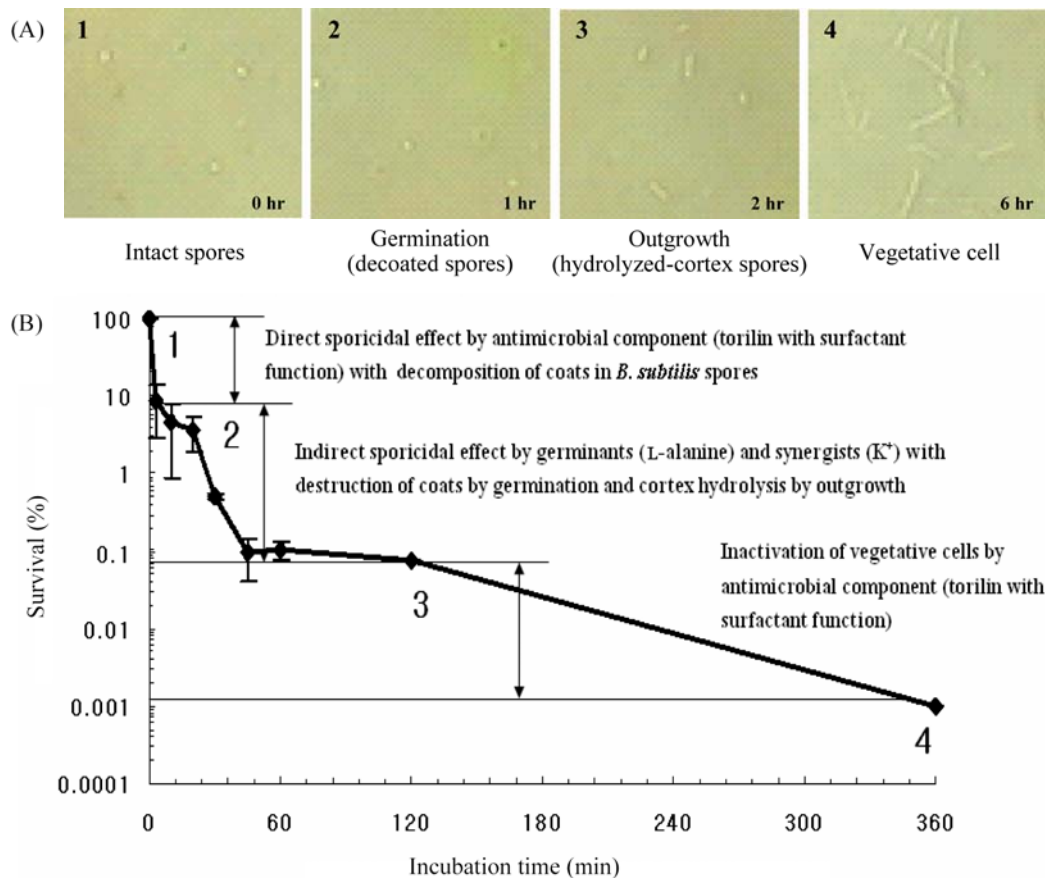 (A)
1
2
3
4
0 hr
1 hr
2 hr
6 hr
Intact spores
Germination
(decoated spores)
Outgrowth
(hydrolyzed-cortex spores)
Vegetative cell
(B)
Survival (%)
100
10
1
0.1
0.01
0.001
0.0001
1
2
3
4
Direct sporicidal effect by antimicrobial component (torilin with surfactant
function) with decomposition of coats in B. subtilis spores
Indirect sporicidal effect by germinants (L-alanine) and synergists (K⁺) with
destruction of coats by germination and cortex hydrolysis by outgrowth
Inactivation of vegetative cells by
antimicrobial component (torilin with
surfactant function)
0
60
120
180
240
300
360
Incubation time (min)